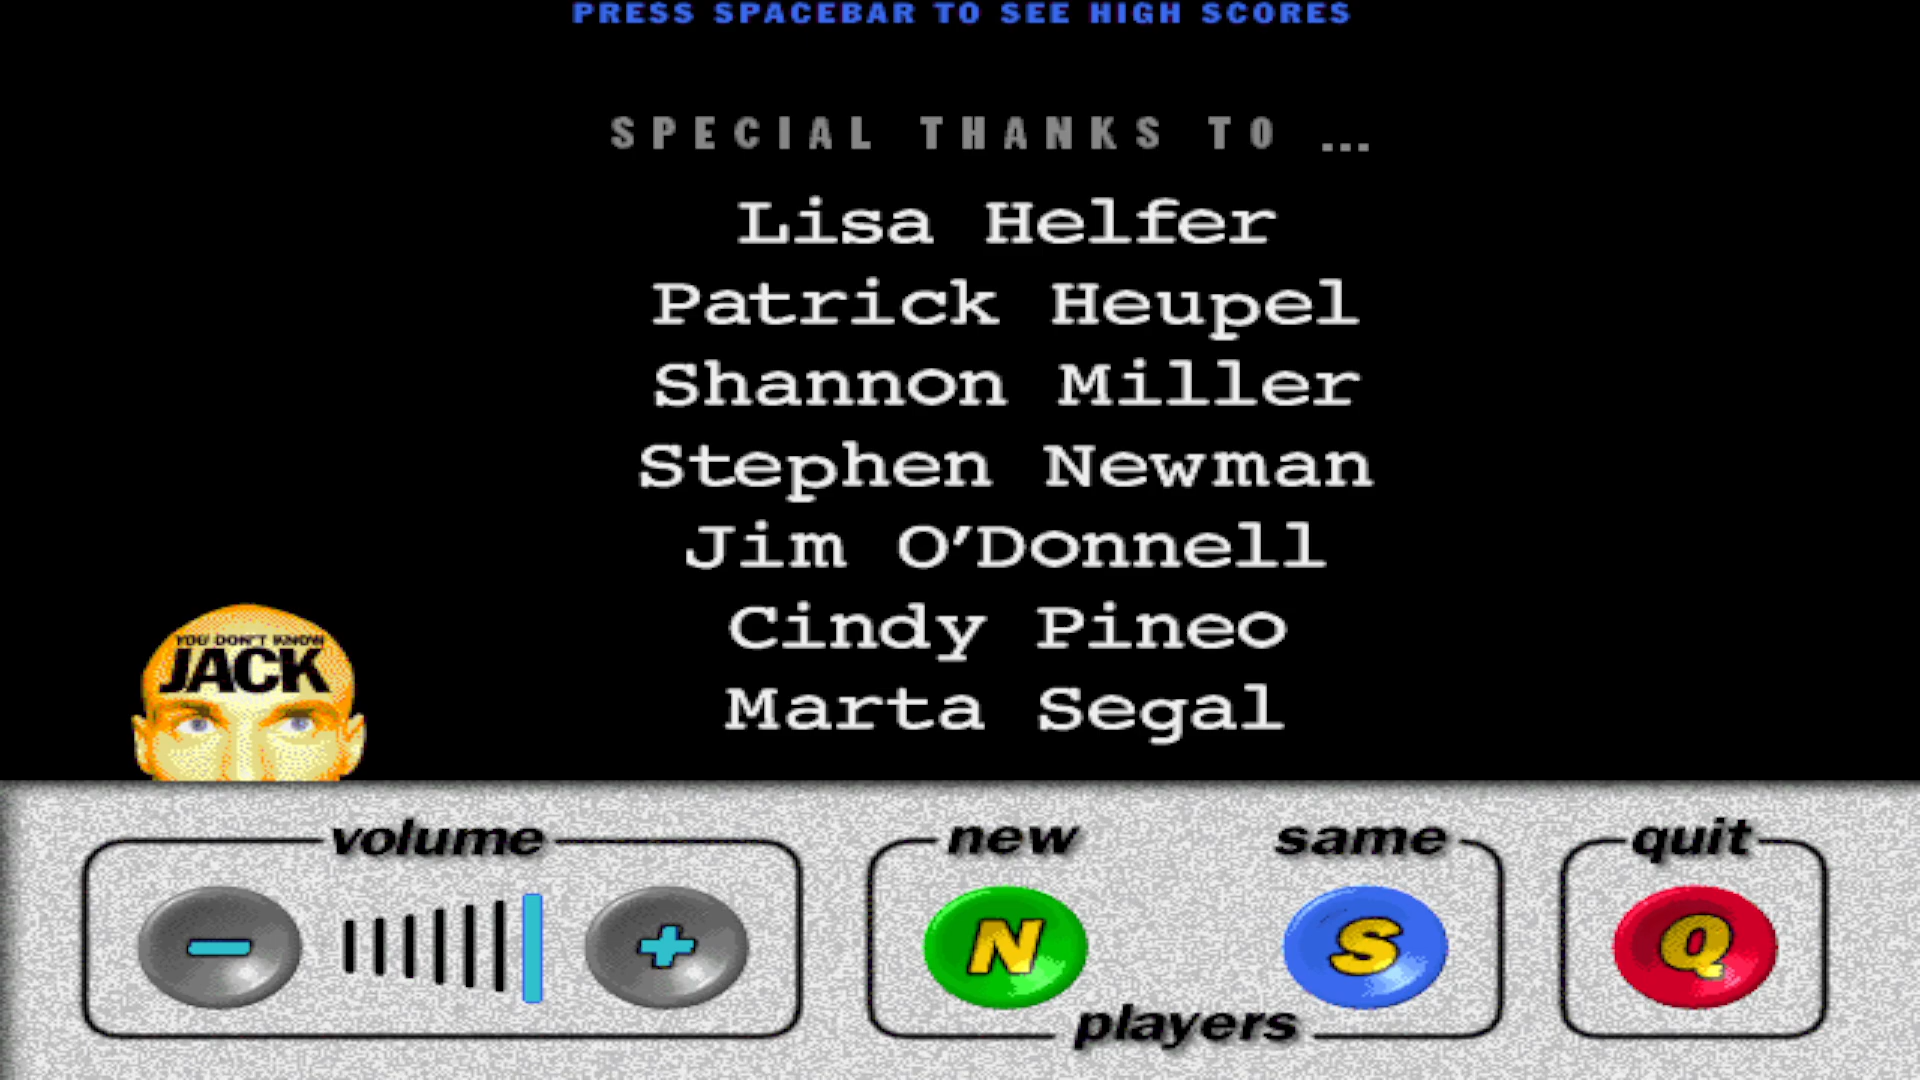 PRESS SPACEBAR TO SEE HIGH SCORES
SPECIAL THANKS TO ...
Lisa Helfer
Patrick Heupel
Shannon Miller
Stephen Newman
Jim O’Donnell
Cindy Pineo
Marta Segal
YOU DON'T KNOW
JACK
volume
new
same
quit
- +
N
S
Q
players